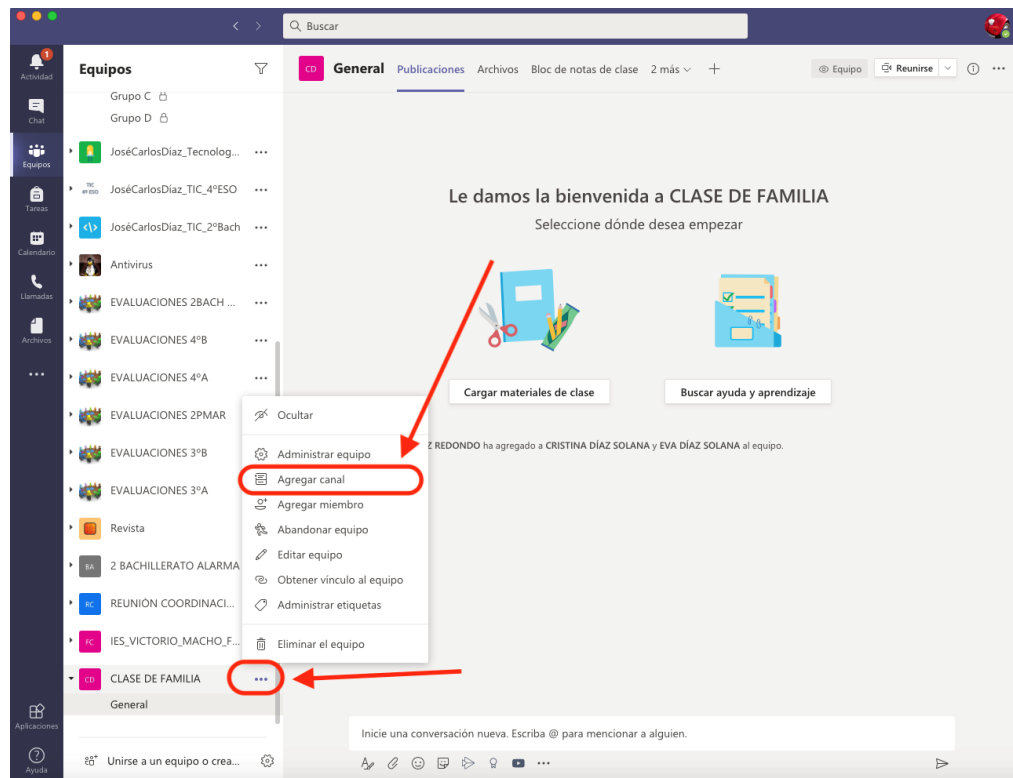 Buscar
1
Actividad
Chat
Equipos
Tareas
Calendario
Llamadas
Archivos
Aplicaciones
Ayuda
Equipos
Grupo C
Grupo D
JoséCarlosDíaz_Tecnolog...
TIC
4º ESO
JoséCarlosDíaz_TIC_4ºESO
</>
JoséCarlosDíaz_TIC_2ºBach
Antivirus
EVALUACIONES 2BACH ...
EVALUACIONES 4ºB
EVALUACIONES 4ºA
EVALUACIONES 2PMAR
EVALUACIONES 3ºB
EVALUACIONES 3ºA
Revista
BA 2 BACHILLERATO ALARMA
RC REUNIÓN COORDINACI...
FC IES_VICTORIO_MACHO_F...
CD CLASE DE FAMILIA
General
Unirse a un equipo o crea...
Ocultar
Administrar equipo
Agregar canal
Agregar miembro
Abandonar equipo
Editar equipo
Obtener vínculo al equipo
Administrar etiquetas
Eliminar el equipo
CD General Publicaciones Archivos Bloc de notas de clase 2 más Equipo Reunirse
Le damos la bienvenida a CLASE DE FAMILIA
Seleccione dónde desea empezar
Cargar materiales de clase Buscar ayuda y aprendizaje
Z REDONDO ha agregado a CRISTINA DÍAZ SOLANA y EVA DÍAZ SOLANA al equipo.
Inicie una conversación nueva. Escriba @ para mencionar a alguien.